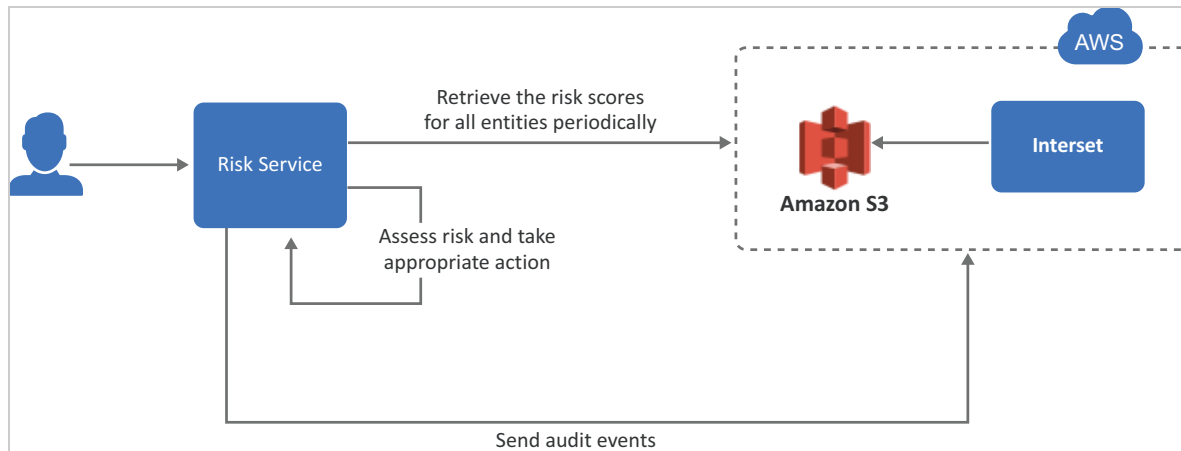 AWS
Retrieve the risk scores
for all entities periodically
Risk Service
Interset
Amazon S3
Assess risk and take
appropriate action
Send audit events